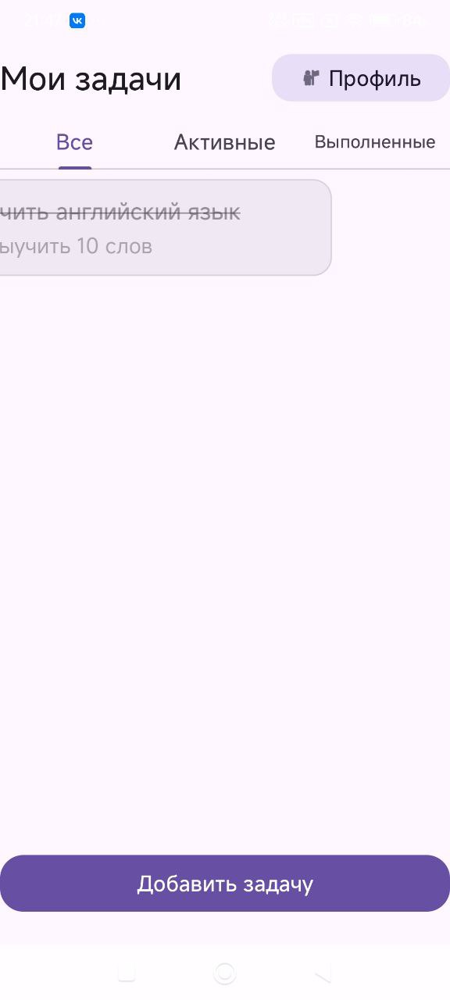 Мои задачи
Профиль
Все
Активные
Выполненные
чить английский язык
ыучить 10 слов
Добавить задачу